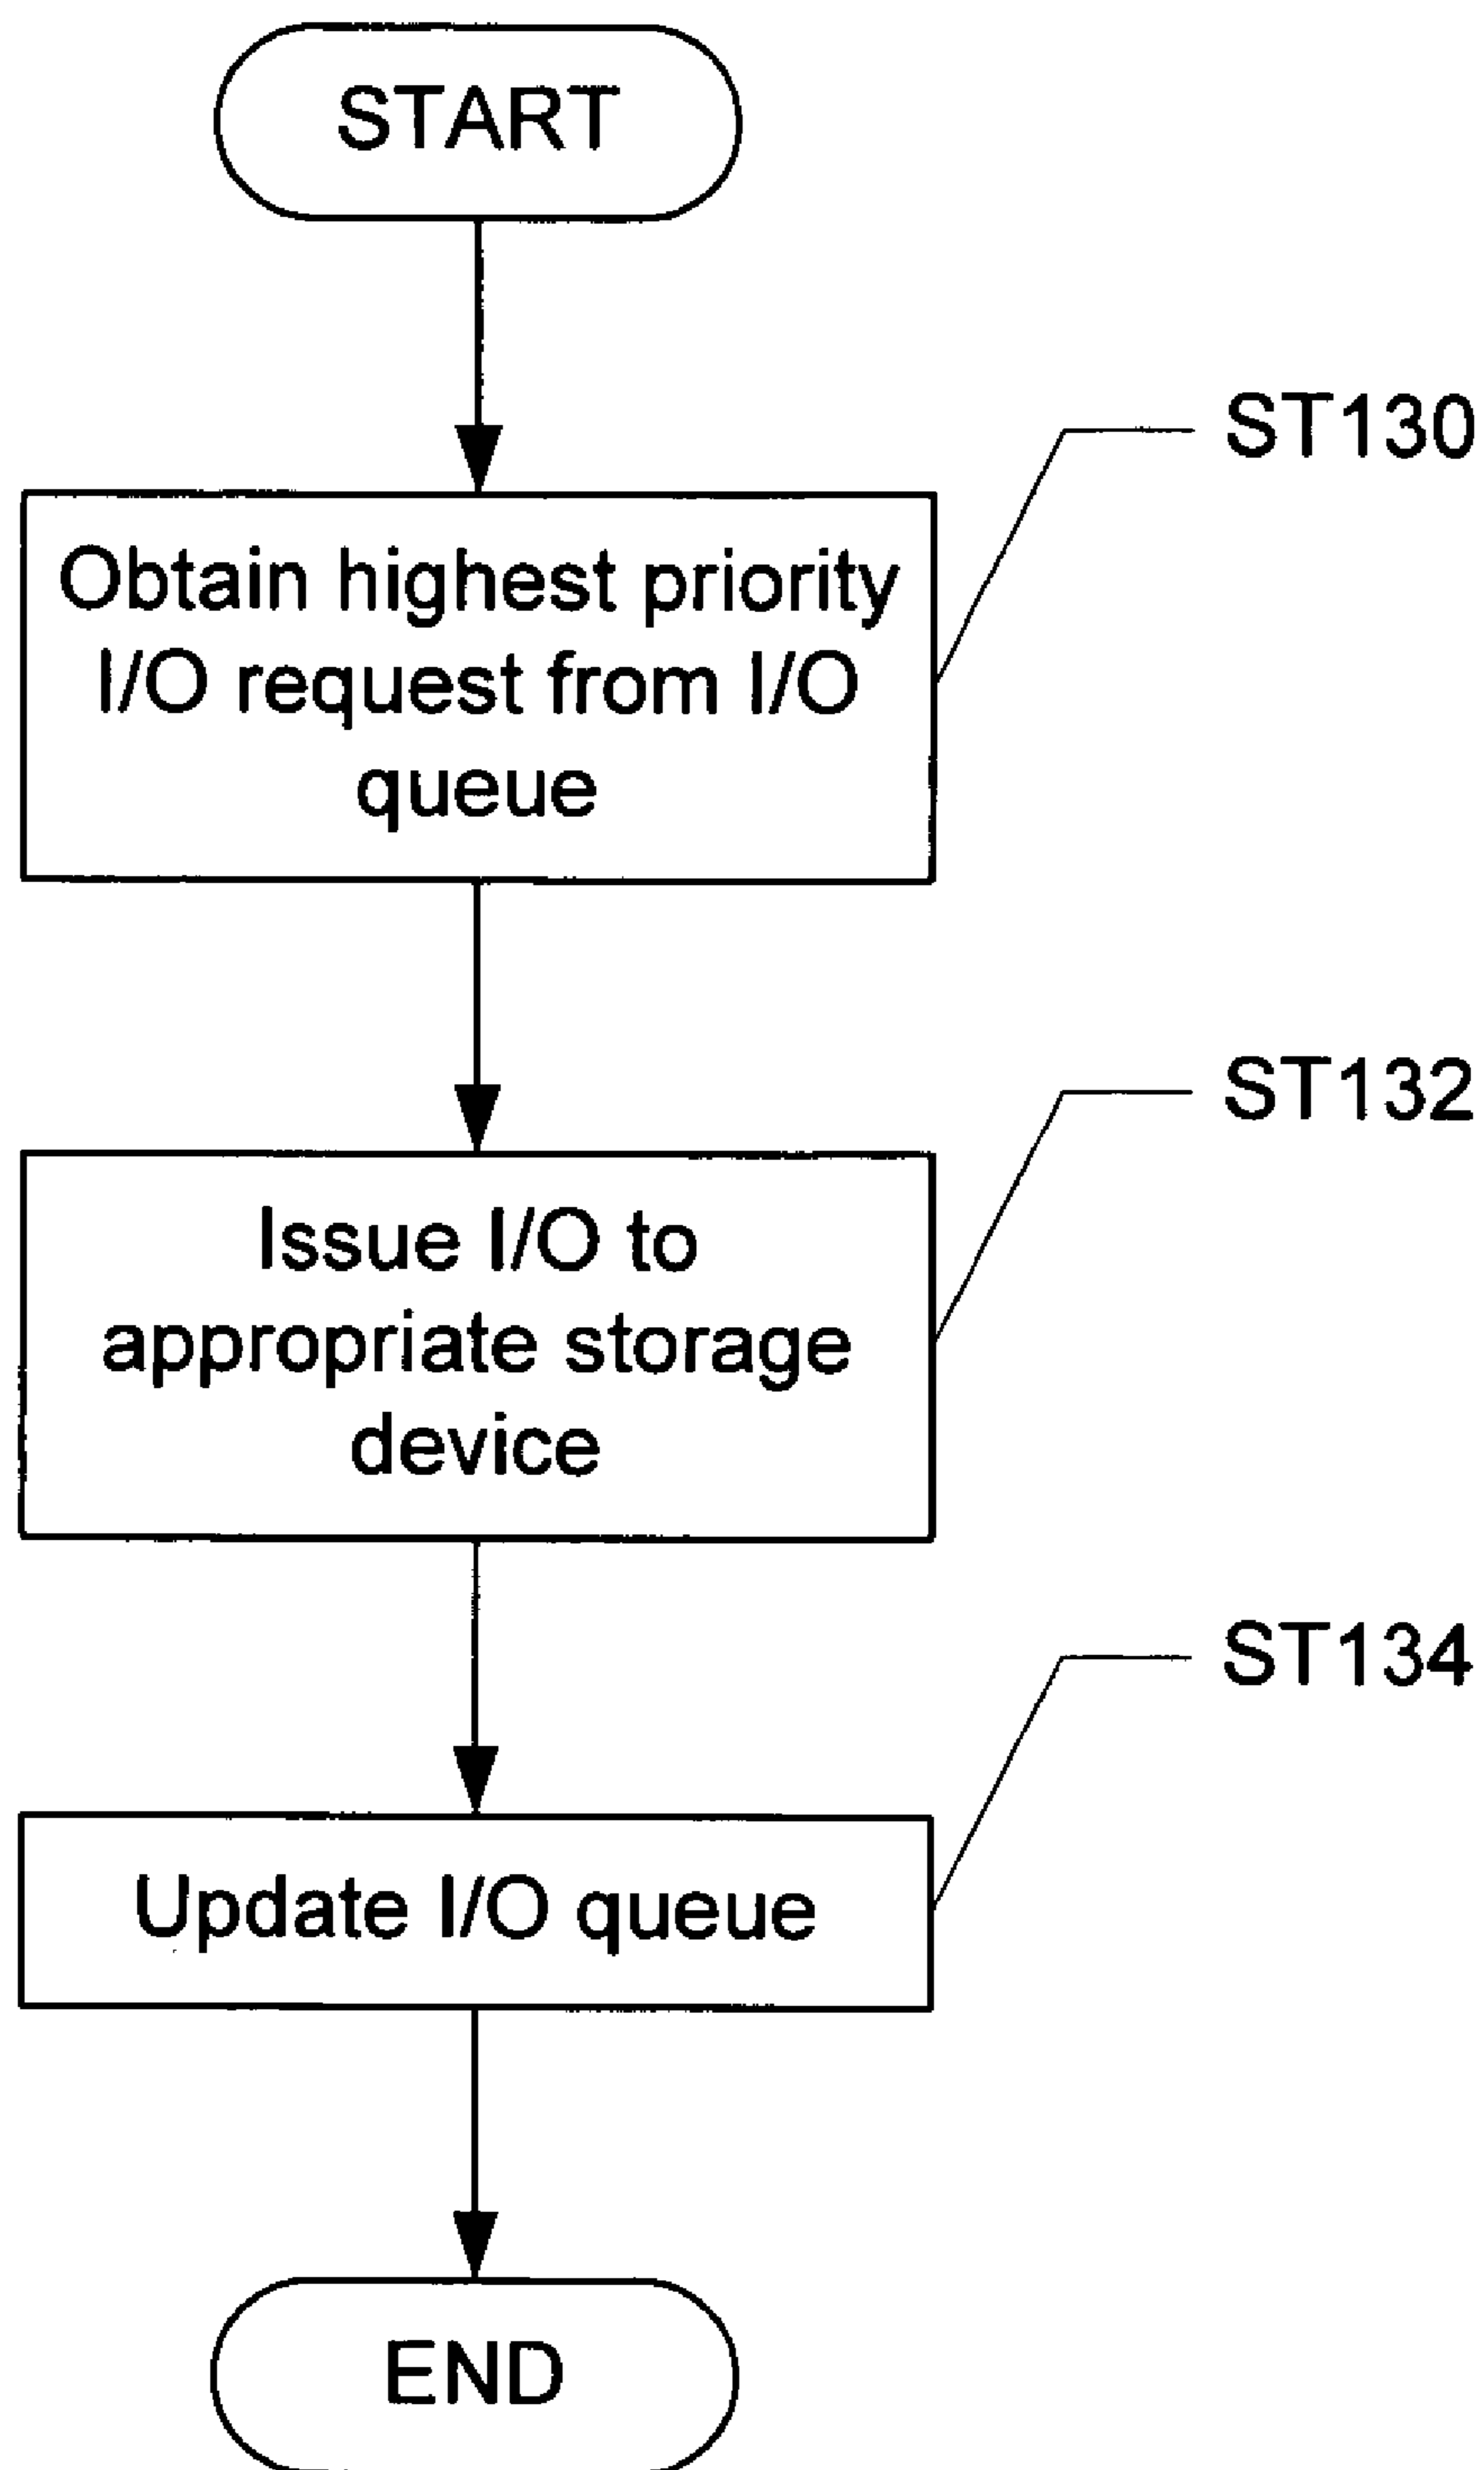 START
ST130
Obtain highest priority
I/O request from I/O
queue
ST132
Issue I/O to
appropriate storage
device
ST134
Update I/O queue
END